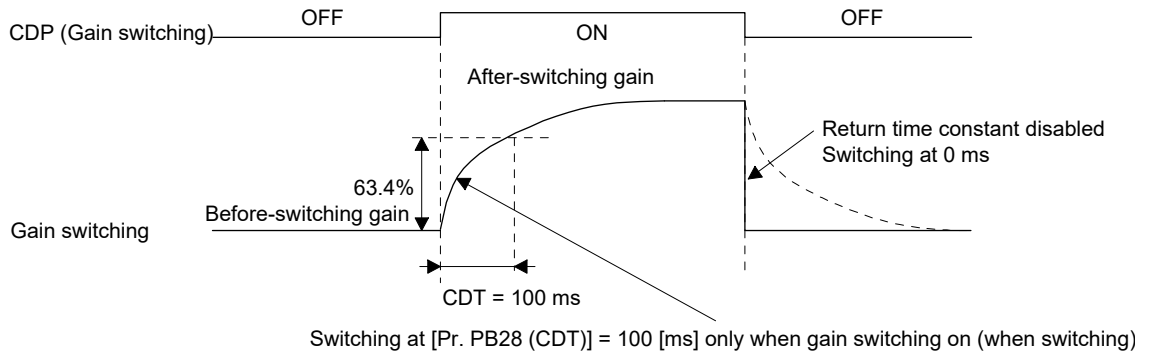 OFF
OFF
CDP (Gain switching)
ON
After-switching gain
Return time constant disabled
Switching at 0 ms
63.4%
Before-switching gain
Gain switching
CDT = 100 ms
Switching at [Pr. PB28 (CDT)] = 100 [ms] only when gain switching on (when switching)